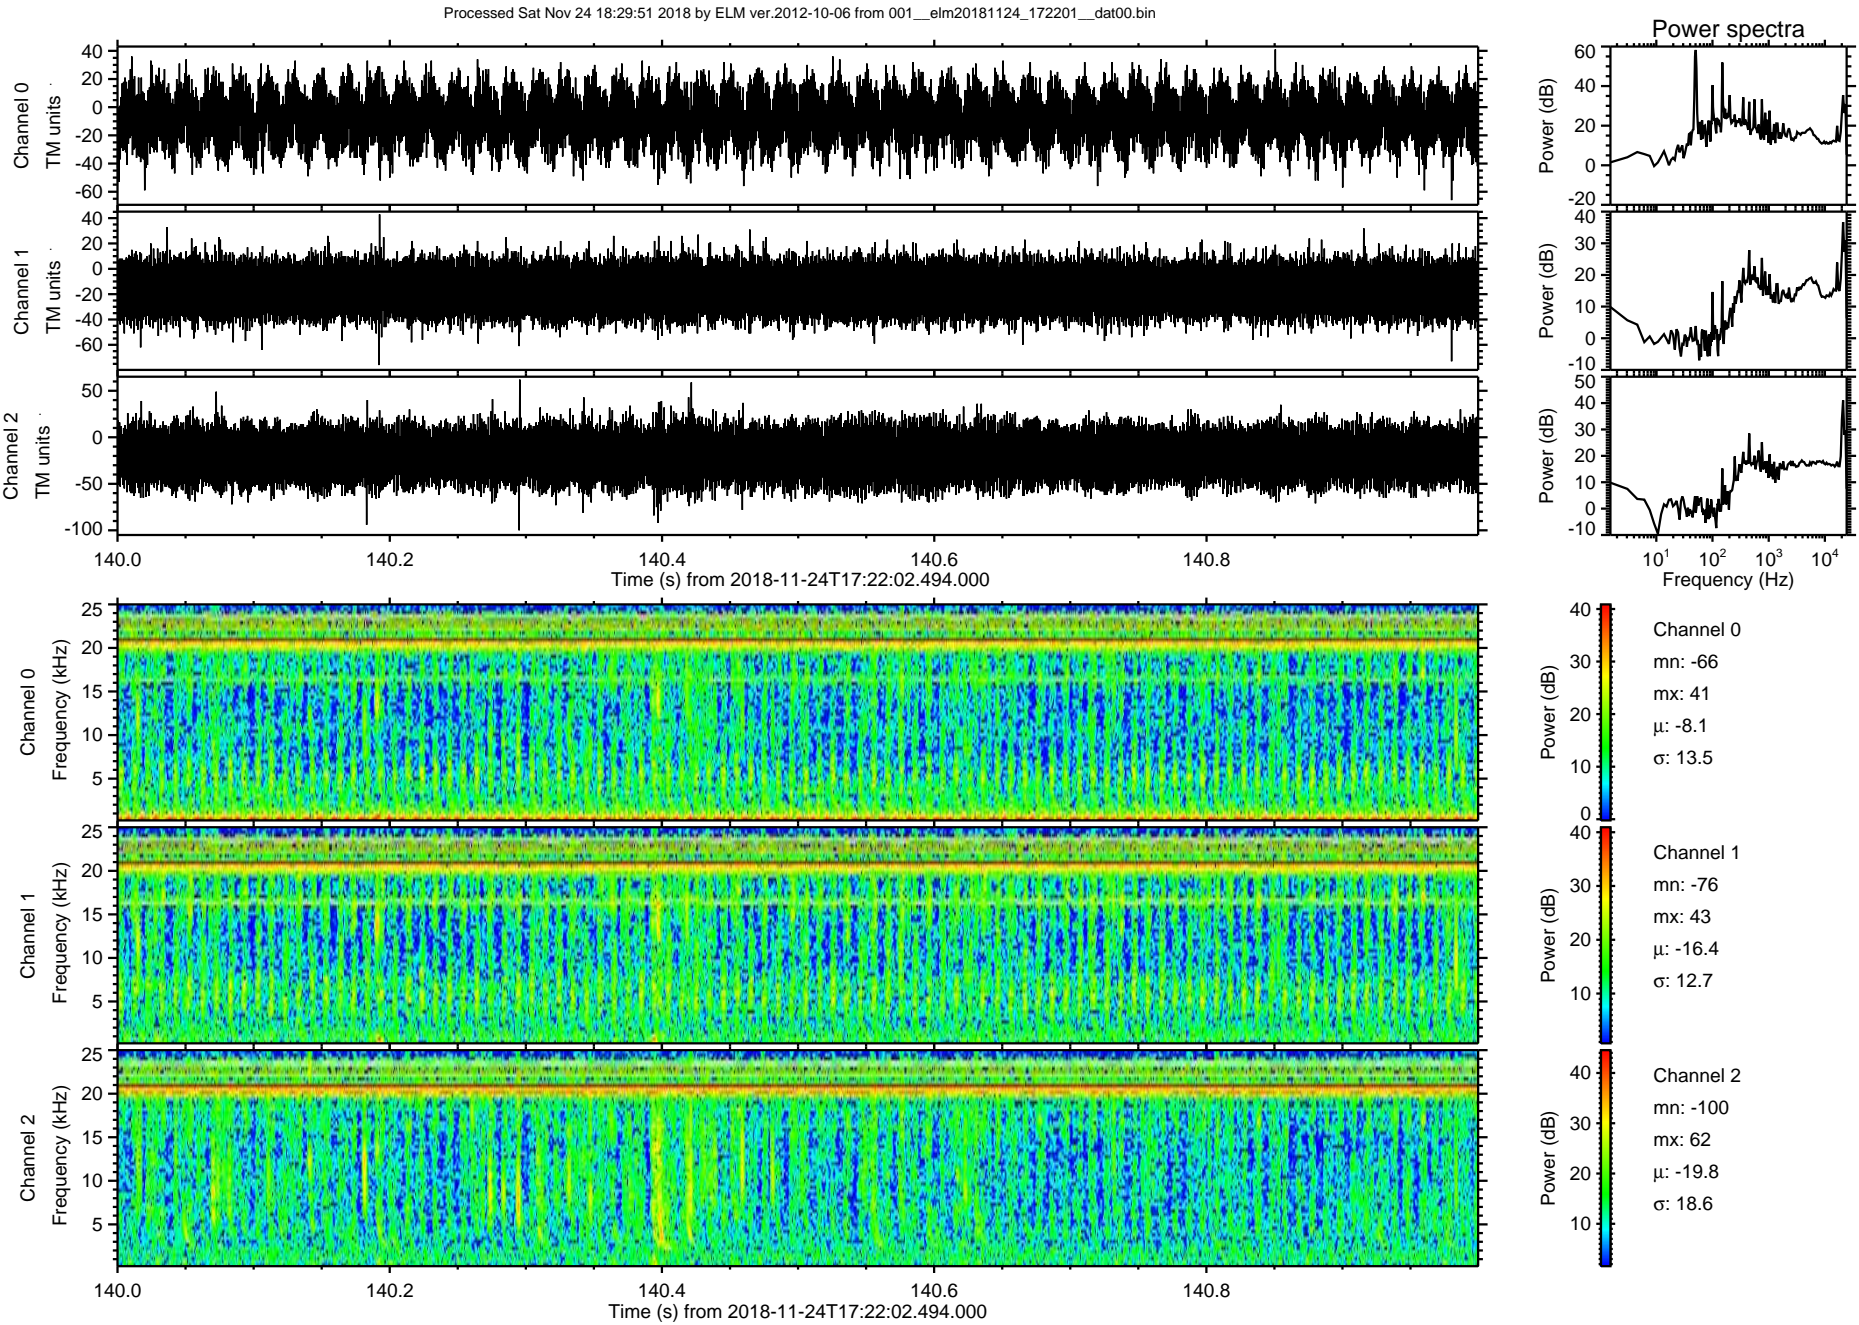 Processed Sat Nov 24 18:29:51 2018 by ELM ver.2012-10-06 from 001__elm20181124_172201__dat00.bin
Power spectra
Channel 0
TM units
40
20
0
-20
-40
-60
Power (dB)
60
40
20
0
-20
Channel 1
TM units
40
20
0
-20
-40
-60
Power (dB)
40
30
20
10
0
-10
Channel 2
TM units
50
0
-50
-100
Power (dB)
50
40
30
20
10
0
-10
140.0 140.2 140.4 140.6 140.8
Time (s) from 2018-11-24T17:22:02.494.000
10¹ 10² 10³ 10⁴
Frequency (Hz)
Channel 0
Frequency (kHz)
25
20
15
10
5
Power (dB)
40
30
20
10
0
Channel 0
mn: -66
mx: 41
μ: -8.1
σ: 13.5
Channel 1
Frequency (kHz)
25
20
15
10
5
Power (dB)
40
30
20
10
Channel 1
mn: -76
mx: 43
μ: -16.4
σ: 12.7
Channel 2
Frequency (kHz)
25
20
15
10
5
Power (dB)
40
30
20
10
Channel 2
mn: -100
mx: 62
μ: -19.8
σ: 18.6
140.0 140.2 140.4 140.6 140.8
Time (s) from 2018-11-24T17:22:02.494.000